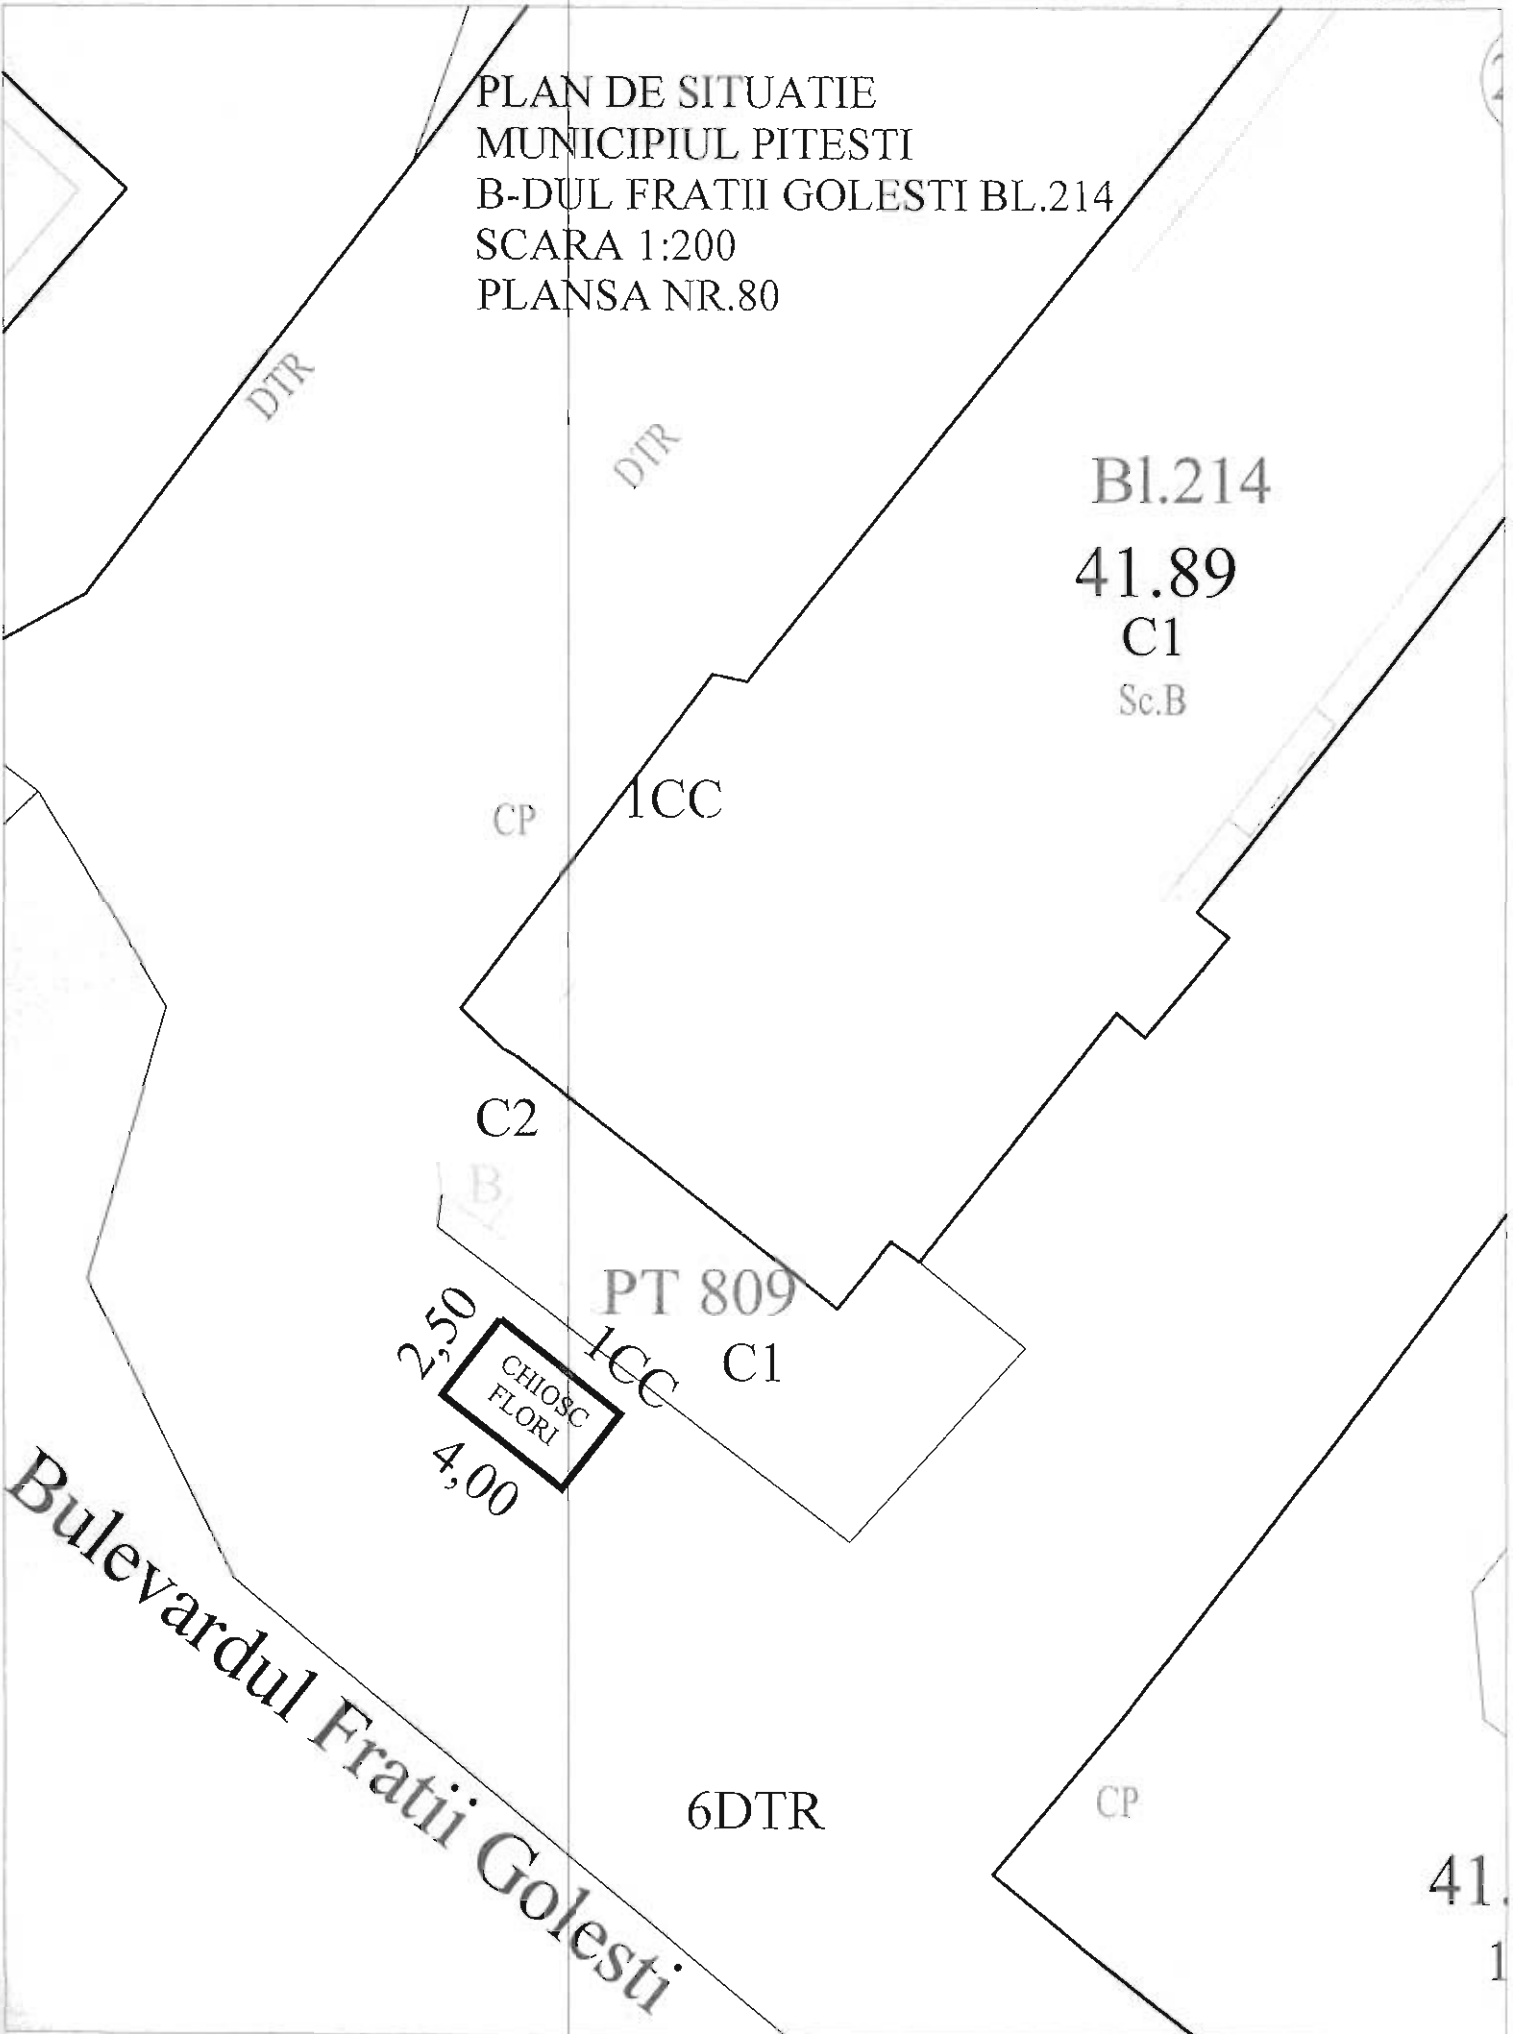 PLAN DE SITUATIE
MUNICIPIUL PITESTI
B-DUL FRATII GOLESTI BL.214
SCARA 1:200
PLANSA NR.80
DTR
DTR
Bl.214
41.89
C1
Sc.B
CP
1CC
C2
B
PT 809
1CC
C1
2,50
CHIOSC
FLORI
4,00
Bulevardul Fratii Golesti
6DTR
CP
41.
1